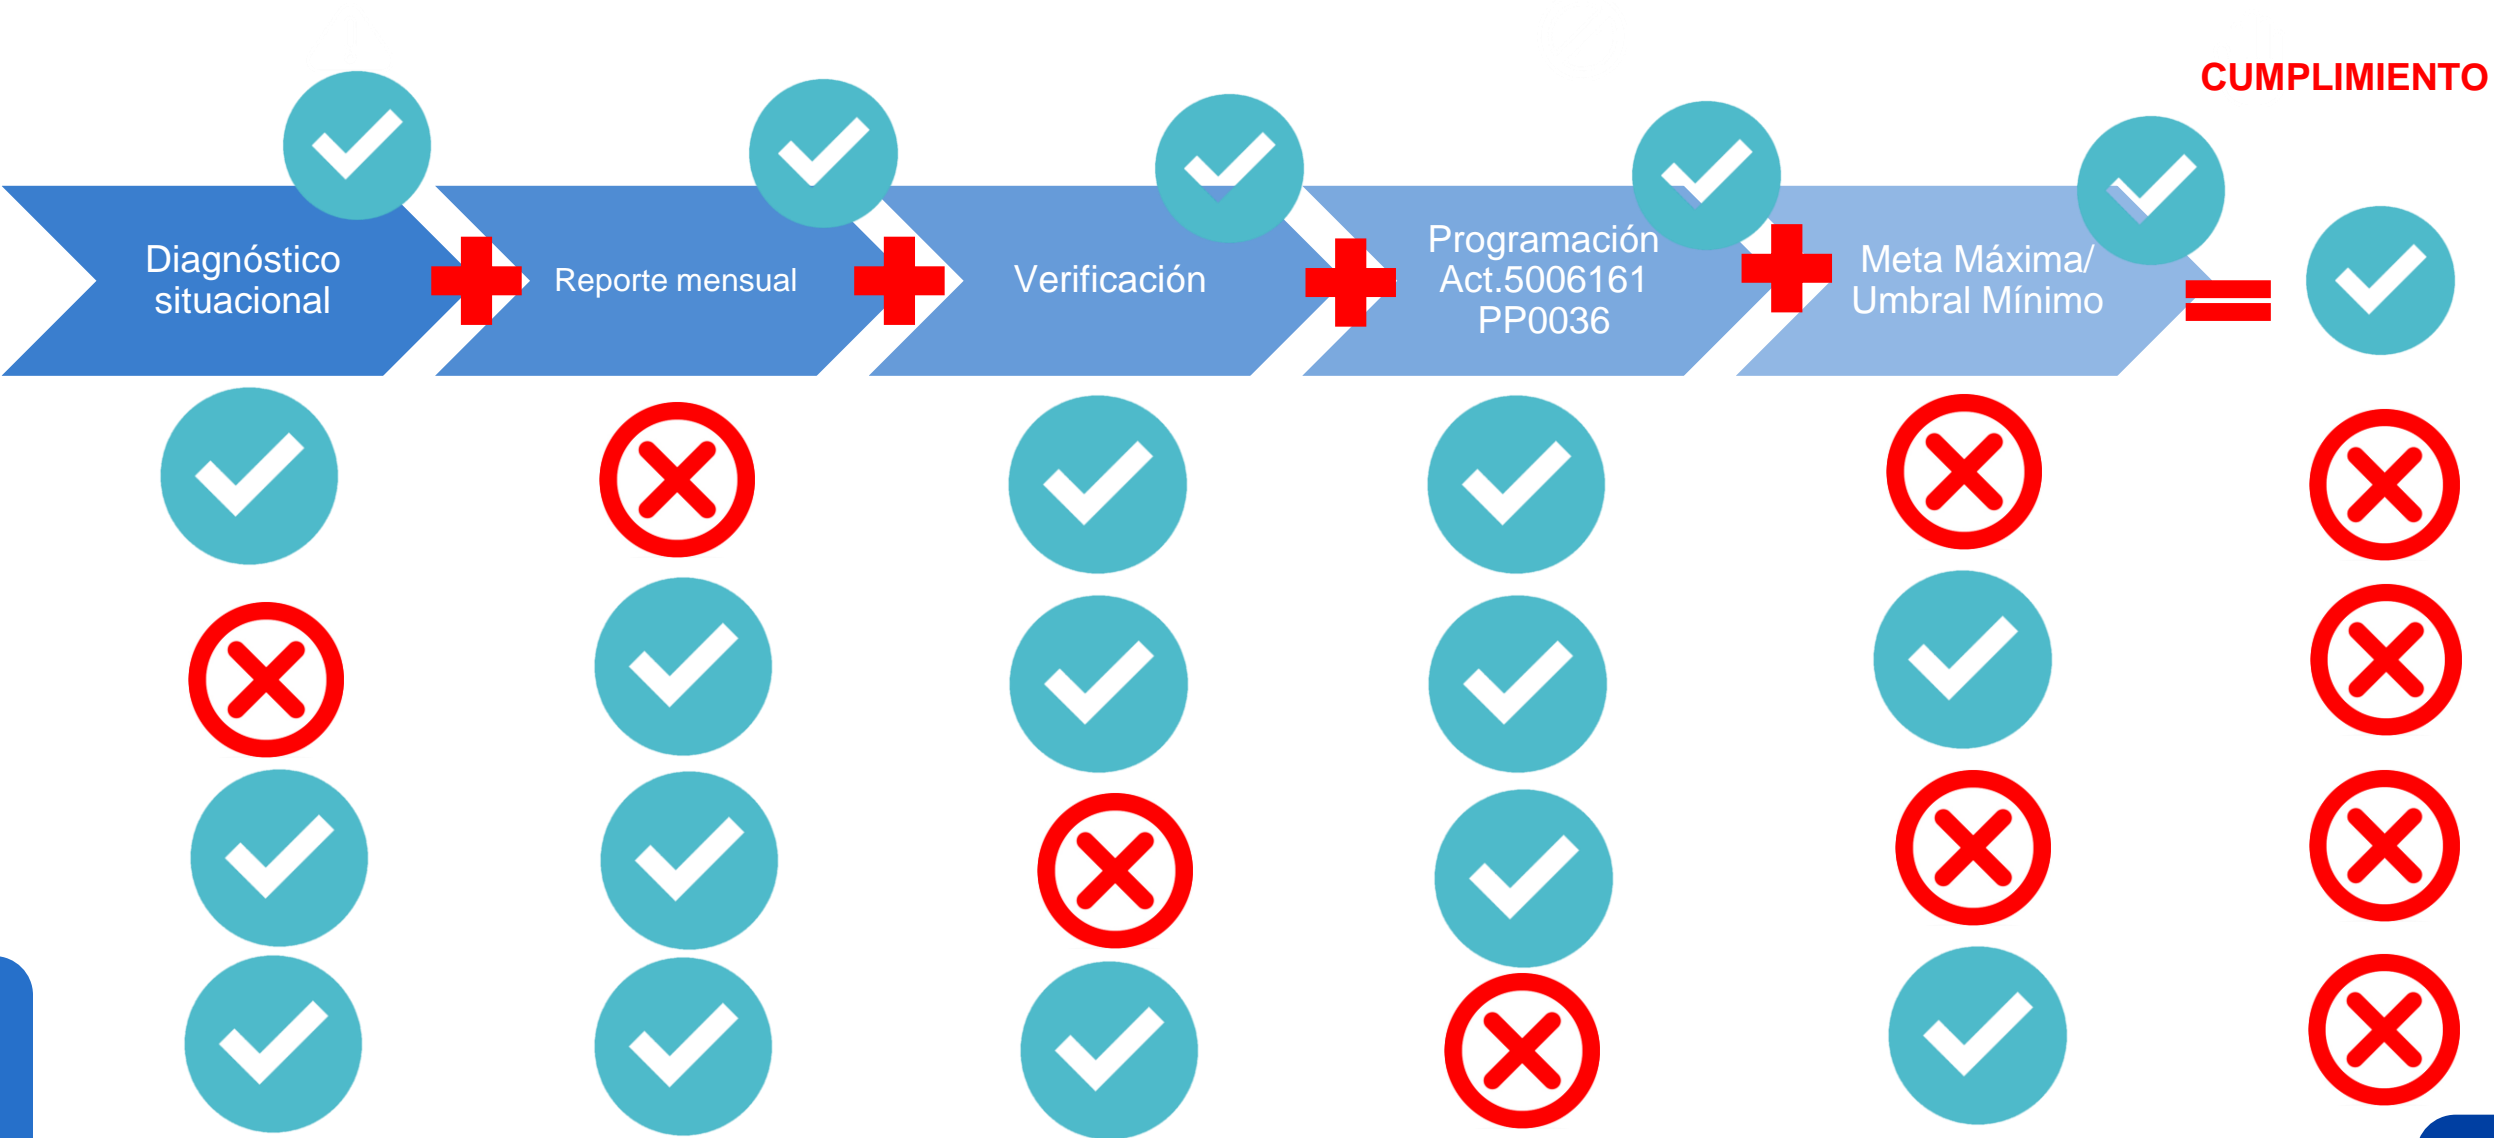 CUMPLIMIENTO
Diagnóstico
situacional
Reporte mensual
Verificación
Programación
Act.5006161
PP0036
Meta Máxima/
Umbral Mínimo